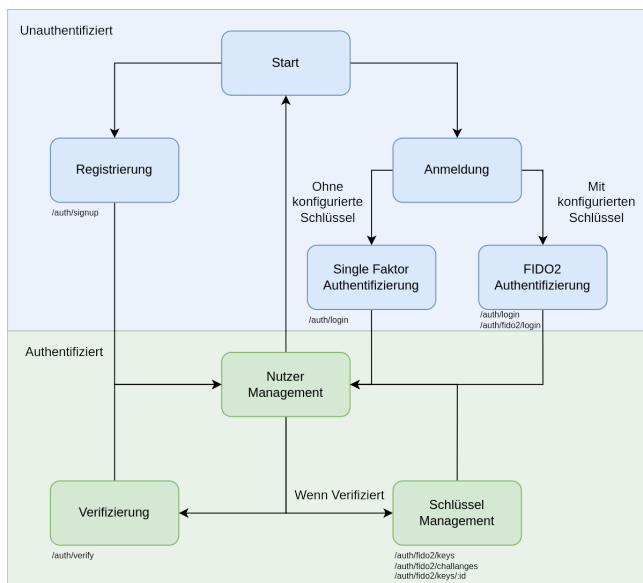 Unauthentifiziert
Start
Registrierung
/auth/signup
Anmeldung
Ohne
konfigurierte
Schlüssel
Mit
konfigurierten
Schlüssel
Single Faktor
Authentifizierung
/auth/login
FIDO2
Authentifizierung
/auth/login
/auth/fido2/login
Authentifiziert
Nutzer
Management
Wenn Verifiziert
Verifizierung
/auth/verify
Schlüssel
Management
/auth/fido2/keys
/auth/fido2/challanges
/auth/fido2/keys/:id